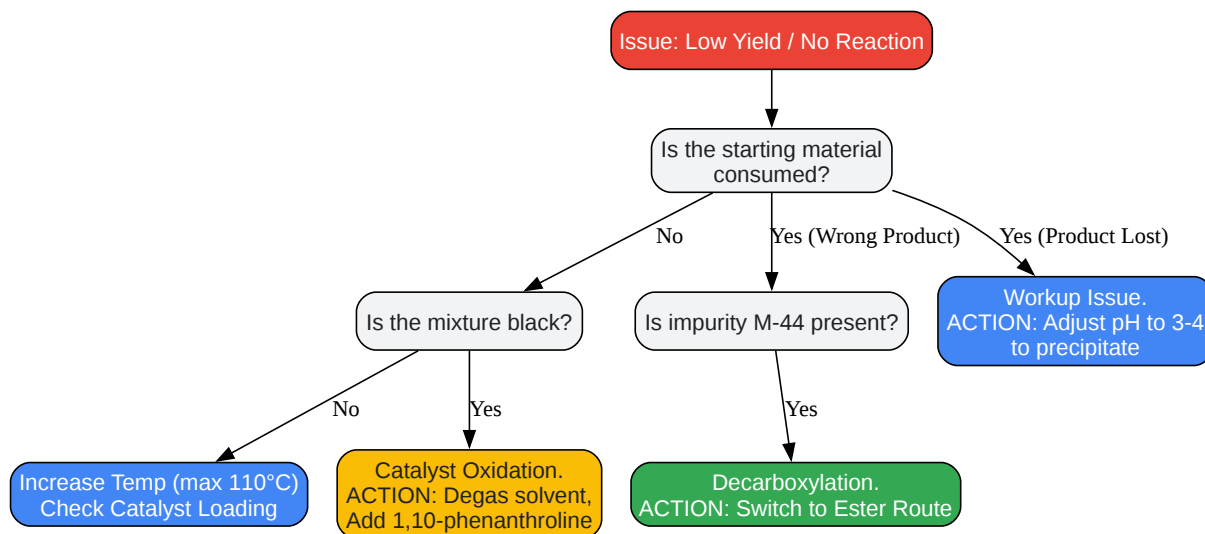 Issue: Low Yield / No Reaction
Is the starting material
consumed?
No
Yes (Wrong Product)
Yes (Product Lost)
Is the mixture black?
Is impurity M-44 present?
Workup Issue.
ACTION: Adjust pH to 3-4
to precipitate
No
Yes
Yes
Increase Temp (max 110°C)
Check Catalyst Loading
Catalyst Oxidation.
ACTION: Degas solvent,
Add 1,10-phenanthroline
Decarboxylation.
ACTION: Switch to Ester Route